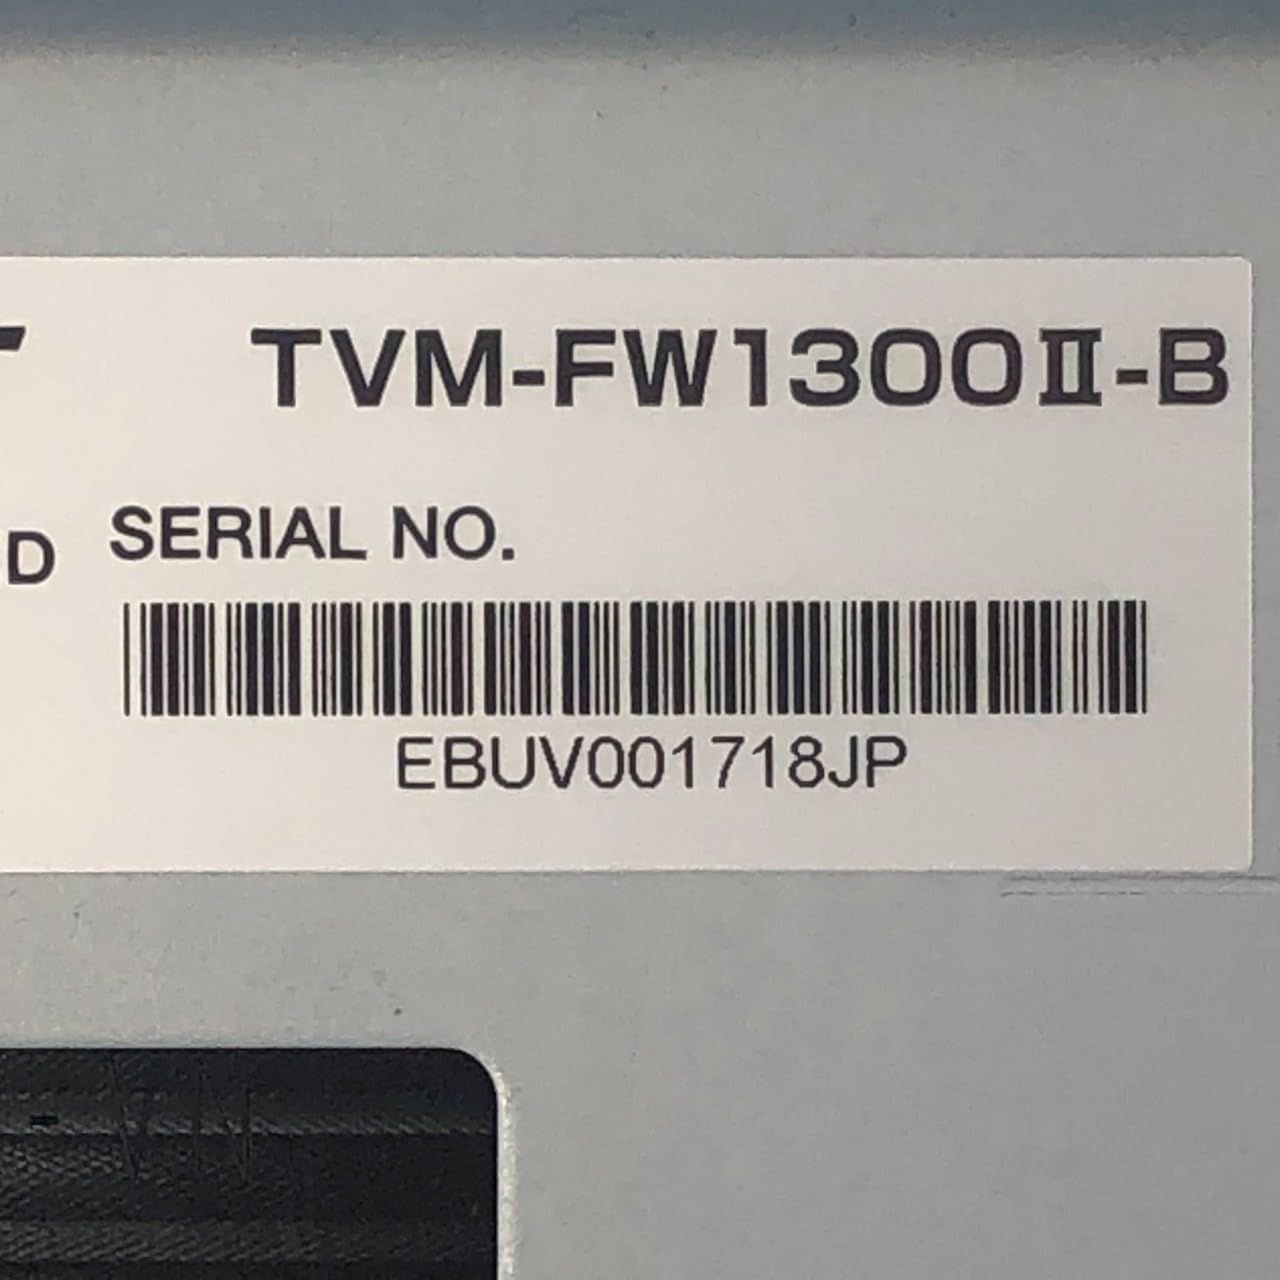 TVM-FW1300Ⅱ-B
D
SERIAL NO.
EBUV001718JP